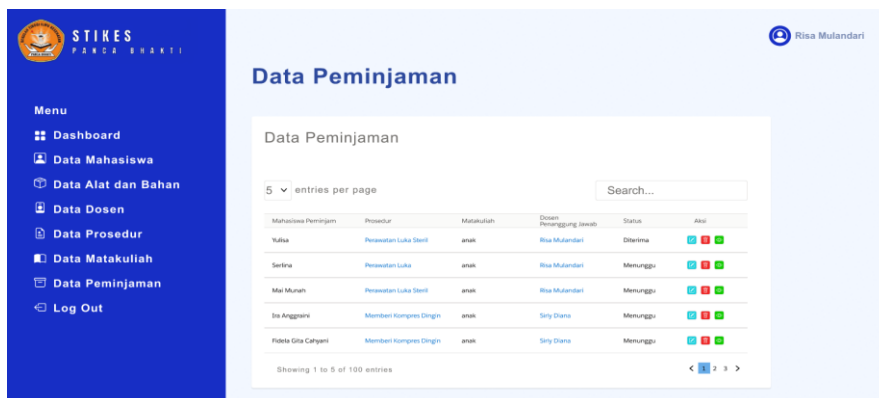 STIKES
PANCA BHAKTI
Risa Mulandari
Data Peminjaman
Menu
Dashboard
Data Mahasiswa
Data Alat dan Bahan
Data Dosen
Data Prosedur
Data Matakuliah
Data Peminjaman
Log Out
Data Peminjaman
5 entries per page
Search...
Mahasiswa Peminjam Prosedur Matakuliah Dosen Penanggung Jawab Status Aksi
Yulisa Perawatan Luka Steril anak Risa Mulandari Diterima
Serlina Perawatan Luka anak Risa Mulandari Menunggu
Mai Munah Perawatan Luka Steril anak Risa Mulandari Menunggu
Ira Anggraini Memberi Kompres Dingin anak Sirly Diana Menunggu
Fidela Gita Cahyani Memberi Kompres Dingin anak Sirly Diana Menunggu
Showing 1 to 5 of 100 entries
< 1 2 3 >